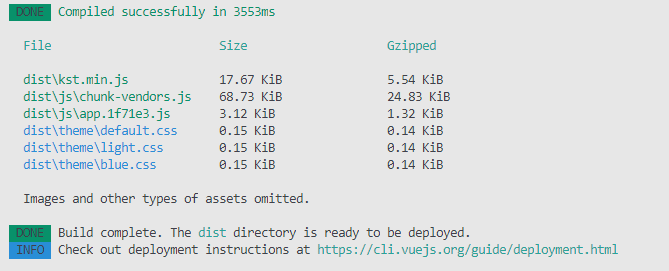 DONE Compiled successfully in 3553ms
File Size Gzipped
dist\kst.min.js 17.67 KiB 5.54 KiB
dist\js\chunk-vendors.js 68.73 KiB 24.83 KiB
dist\js\app.1f71e3.js 3.12 KiB 1.32 KiB
dist\theme\default.css 0.15 KiB 0.14 KiB
dist\theme\light.css 0.15 KiB 0.14 KiB
dist\theme\blue.css 0.15 KiB 0.14 KiB
Images and other types of assets omitted.
DONE Build complete. The dist directory is ready to be deployed.
INFO Check out deployment instructions at https://cli.vuejs.org/guide/deployment.html